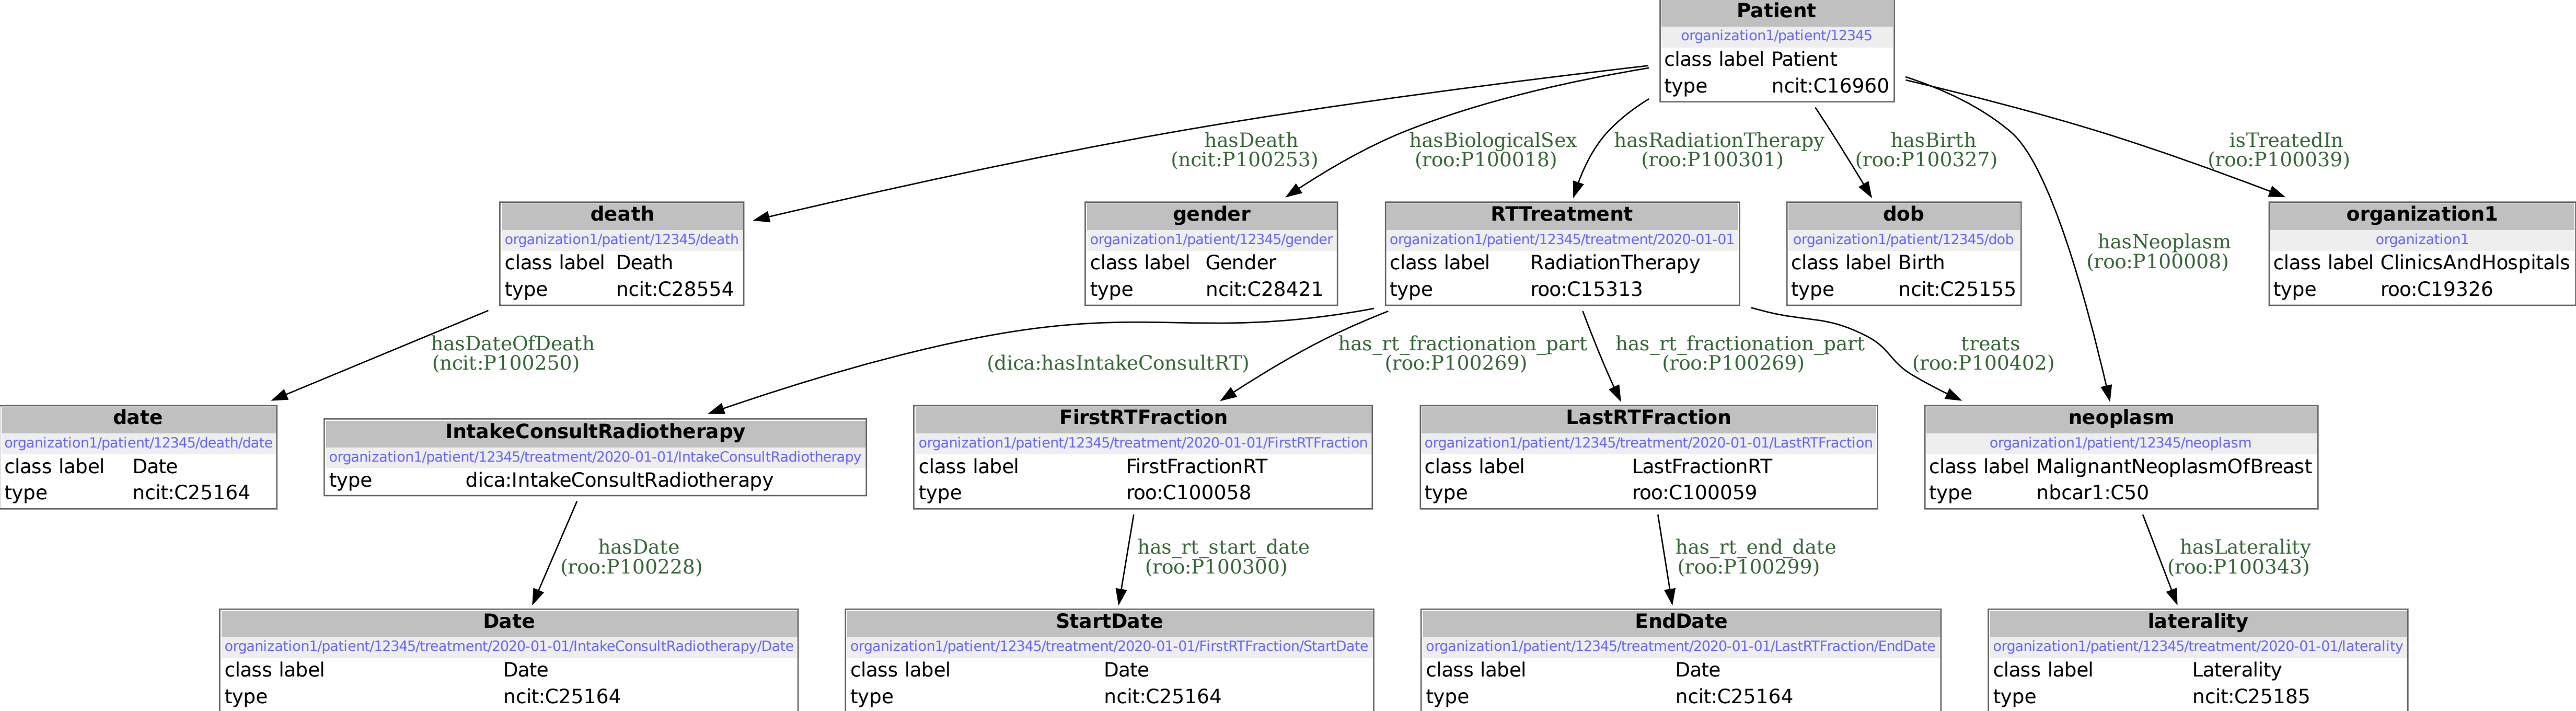 Patient
organization1/patient/12345
class label Patient
type ncit:C16960
hasDeath
(ncit:P100253)
hasBiologicalSex
(roo:P100018)
hasRadiationTherapy
(roo:P100301)
hasBirth
(roo:P100327)
isTreatedIn
(roo:P100039)
death
organization1/patient/12345/death
class label Death
type ncit:C28554
gender
organization1/patient/12345/gender
class label Gender
type ncit:C28421
RTTreatment
organization1/patient/12345/treatment/2020-01-01
class label RadiationTherapy
type roo:C15313
dob
organization1/patient/12345/dob
class label Birth
type ncit:C25155
hasNeoplasm
(roo:P100008)
organization1
organization1
class label ClinicsAndHospitals
type roo:C19326
hasDateOfDeath
(ncit:P100250)
(dica:hasIntakeConsultRT)
has_rt_fractionation_part
(roo:P100269)
has_rt_fractionation_part
(roo:P100269)
treats
(roo:P100402)
date
organization1/patient/12345/death/date
class label Date
type ncit:C25164
IntakeConsultRadiotherapy
organization1/patient/12345/treatment/2020-01-01/IntakeConsultRadiotherapy
type dica:IntakeConsultRadiotherapy
FirstRTFraction
organization1/patient/12345/treatment/2020-01-01/FirstRTFraction
class label FirstFractionRT
type roo:C100058
LastRTFraction
organization1/patient/12345/treatment/2020-01-01/LastRTFraction
class label LastFractionRT
type roo:C100059
neoplasm
organization1/patient/12345/neoplasm
class label MalignantNeoplasmOfBreast
type nbcar1:C50
hasDate
(roo:P100228)
has_rt_start_date
(roo:P100300)
has_rt_end_date
(roo:P100299)
hasLaterality
(roo:P100343)
Date
organization1/patient/12345/treatment/2020-01-01/IntakeConsultRadiotherapy/Date
class label Date
type ncit:C25164
StartDate
organization1/patient/12345/treatment/2020-01-01/FirstRTFraction/StartDate
class label Date
type ncit:C25164
EndDate
organization1/patient/12345/treatment/2020-01-01/LastRTFraction/EndDate
class label Date
type ncit:C25164
laterality
organization1/patient/12345/treatment/2020-01-01/laterality
class label Laterality
type ncit:C25185